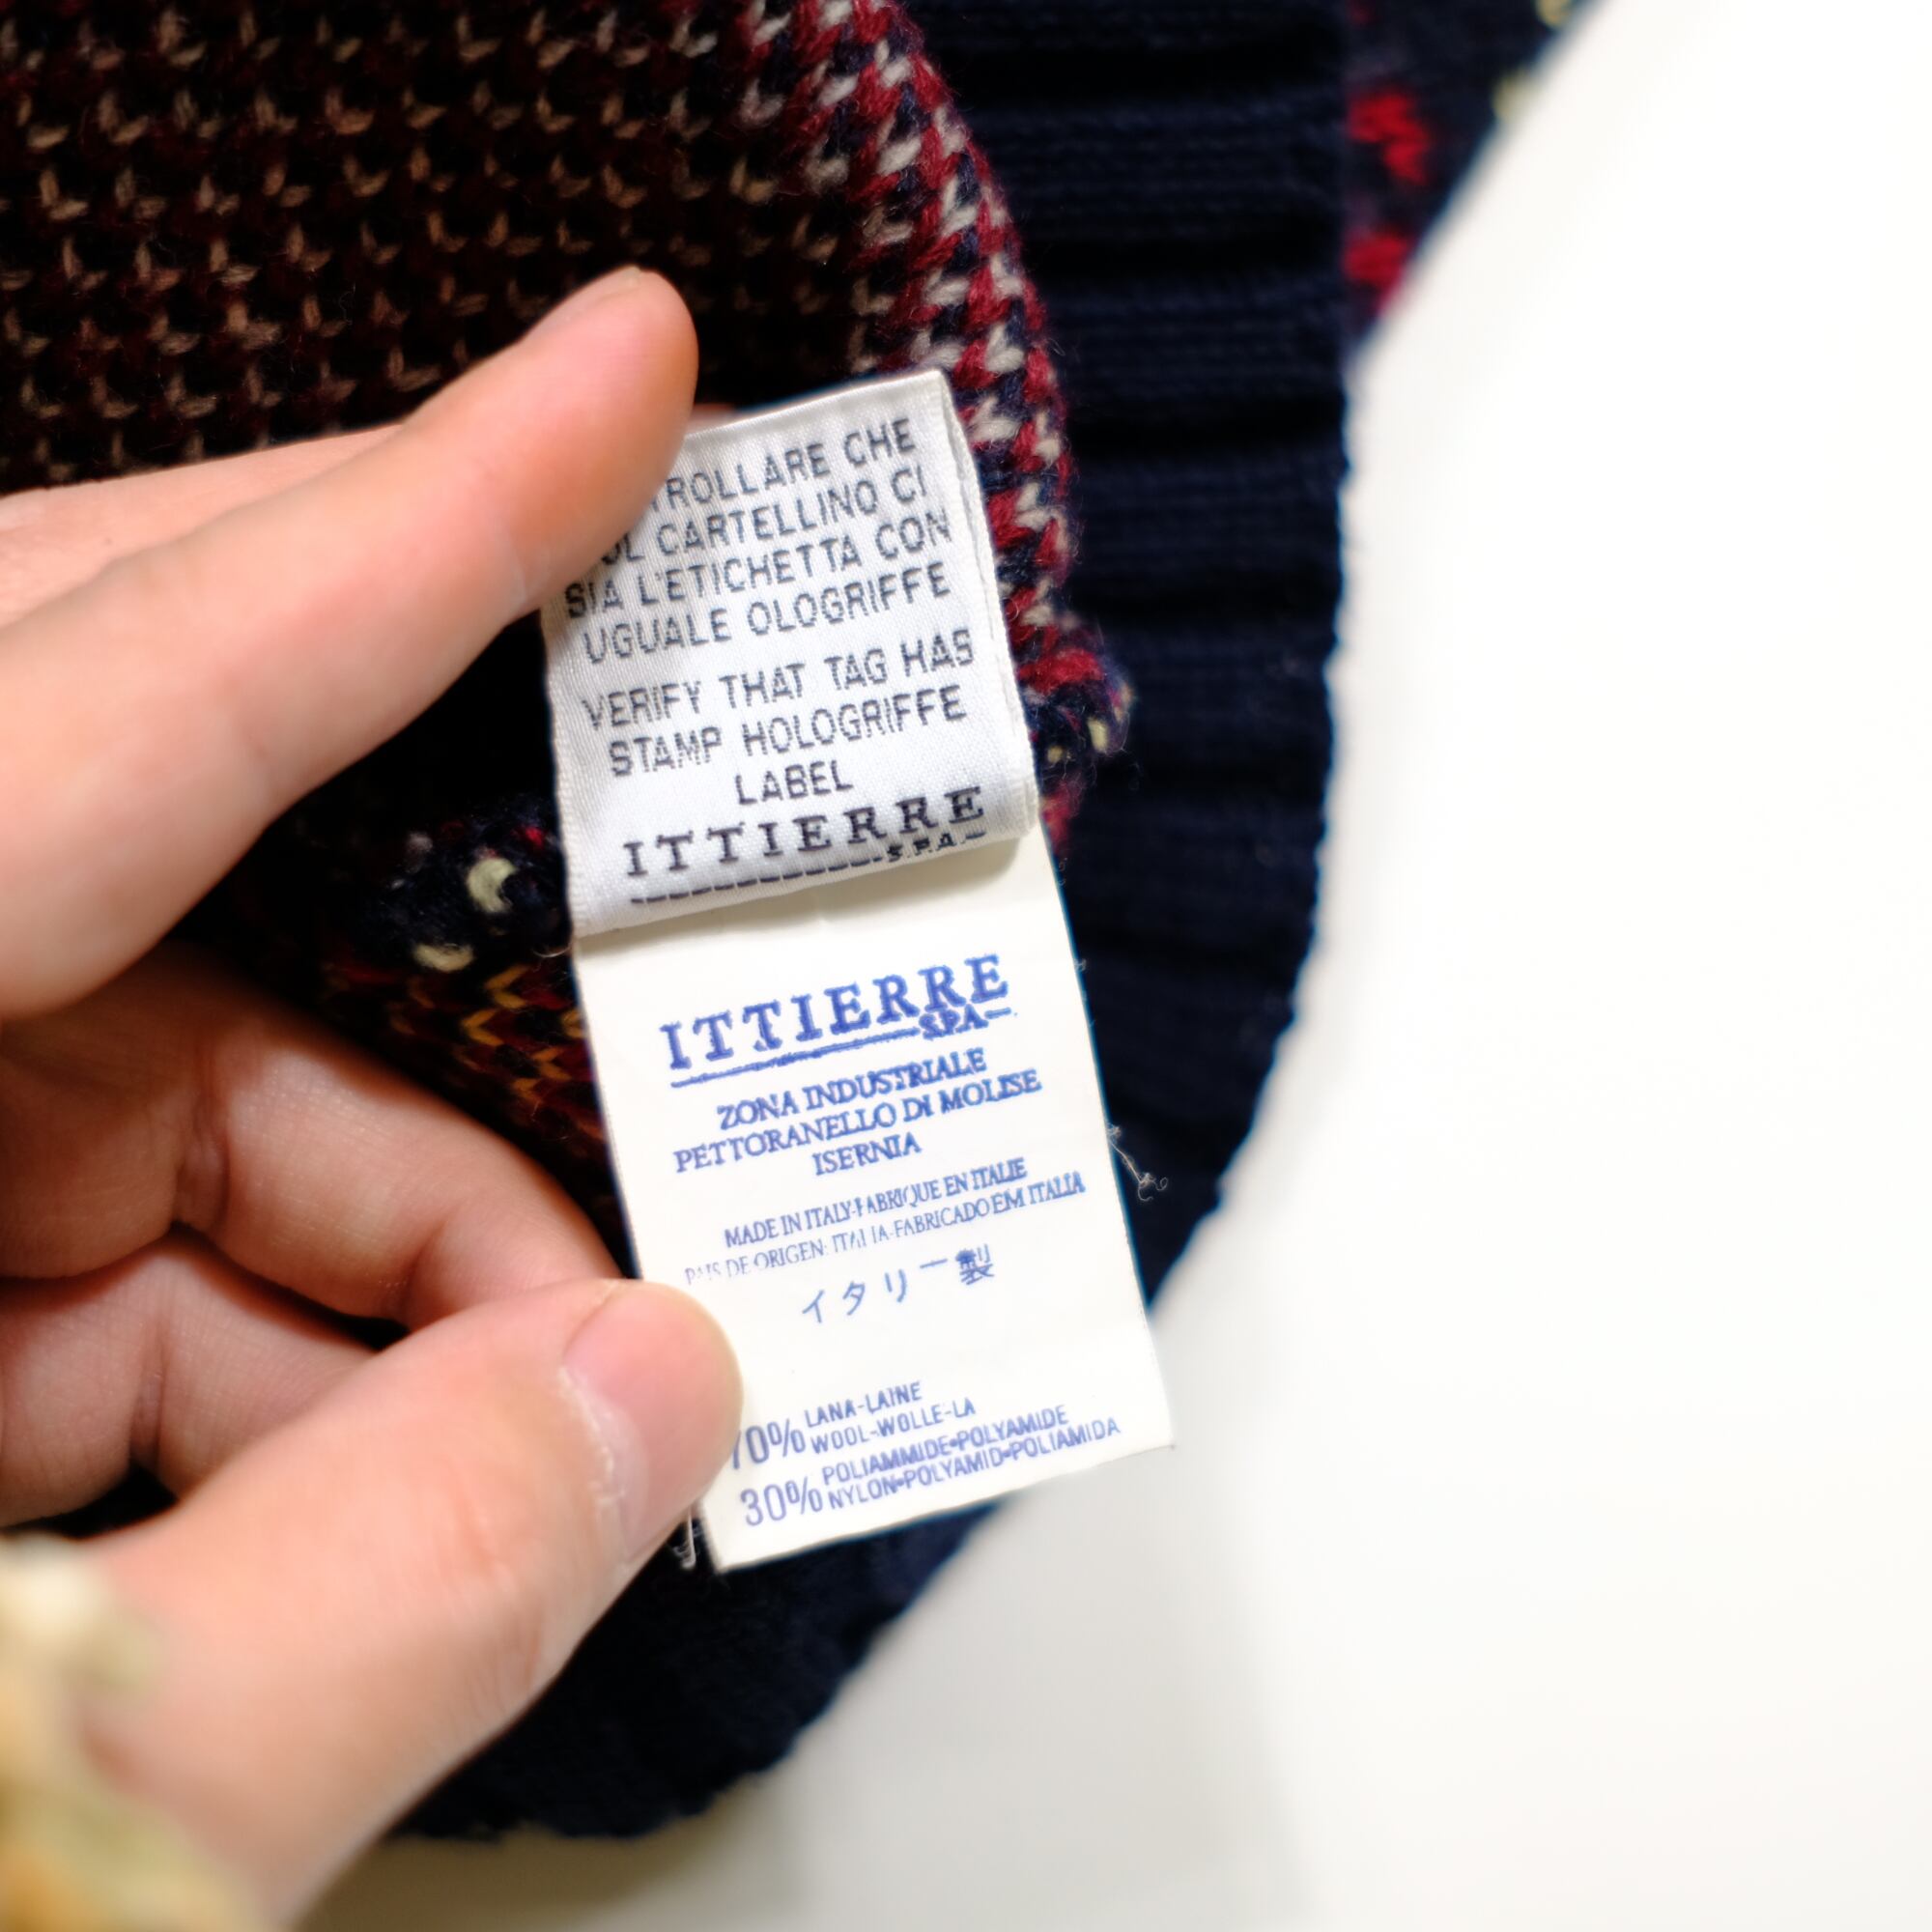 CHE
CARTELLINO CI
SIA L'ETICHETTA CON
UGUALE OLOGRIFFE
VERIFY THAT TAG HAS
STAMP HOLOGRIFFE
LABEL
ITTIERRE
S.P.A.
ITTIERRE
SPA
ZONA INDUSTRIALE
PETTORANELLO DI MOLISE
ISERNIA
MADE IN ITALY-FABRIQUE EN ITALIE
PAIS DE ORIGEN: ITALIA-FABRICADO EM ITALIA
イタリー製
70% LANA-LAINE
WOOL-WOLLE-LA
30% POLIAMMIDE•POLYAMIDE
NYLON•POLYAMID•POLIAMIDA